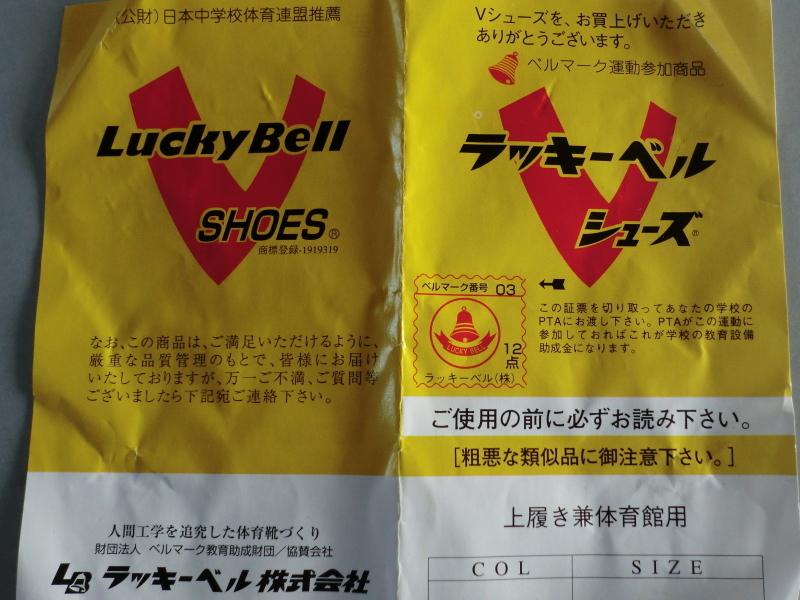 (公財)日本中学校体育連盟推薦
LuckyBell
V
SHOES®
商標登録-1919319
なお、この商品は、ご満足いただけるように、
厳重な品質管理のもとで、皆様にお届け
いたしておりますが、万一ご不満、ご質問等
ございましたら下記宛ご連絡下さい。
人間工学を追究した体育靴づくり
財団法人 ベルマーク教育助成財団/協賛会社
LB ラッキーベル 株式会社
Vシューズを、お買上げいただき
ありがとうございます。
ベルマーク運動参加商品
ラッキーベル
V
シューズ®
ベルマーク番号 03
LUCKY BELL
12点
ラッキーベル(株)
この証票を切り取ってあなたの学校の
PTAにお渡し下さい。PTAがこの運動に
参加しておればこれが学校の教育設備
助成金になります。
ご使用の前に必ずお読み下さい。
[粗悪な類似品に御注意下さい。]
上履き兼体育館用
COL SIZE